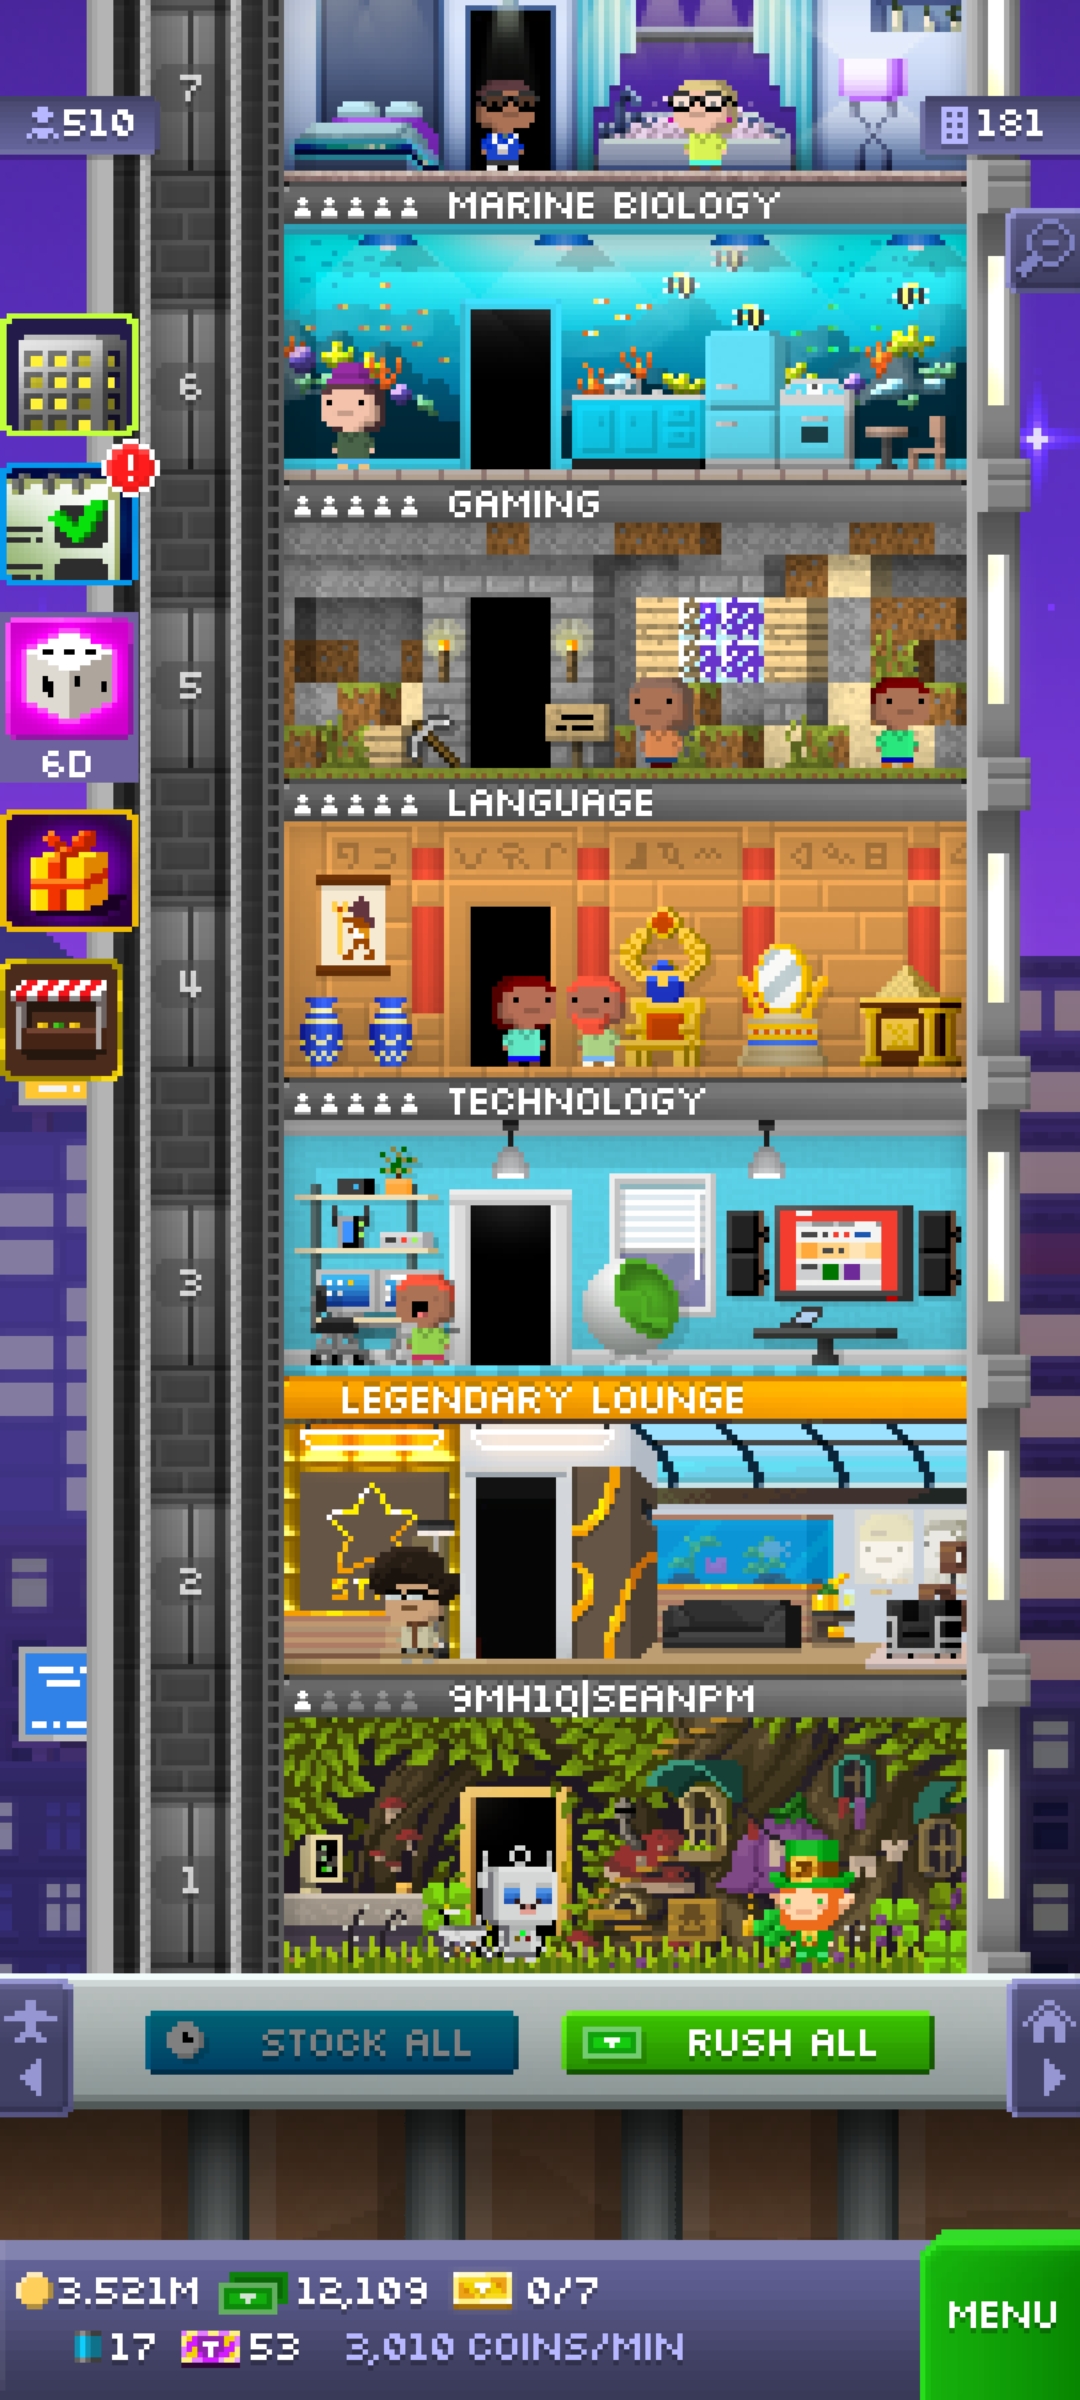 7
510
181
MARINE BIOLOGY
6
GAMING
5
6D
LANGUAGE
4
TECHNOLOGY
3
LEGENDARY LOUNGE
ST
2
9MH1Q|SEANPM
1
STOCK ALL
RUSH ALL
3.521M 12,109 0/7
MENU
17 53 3,010 COINS/MIN